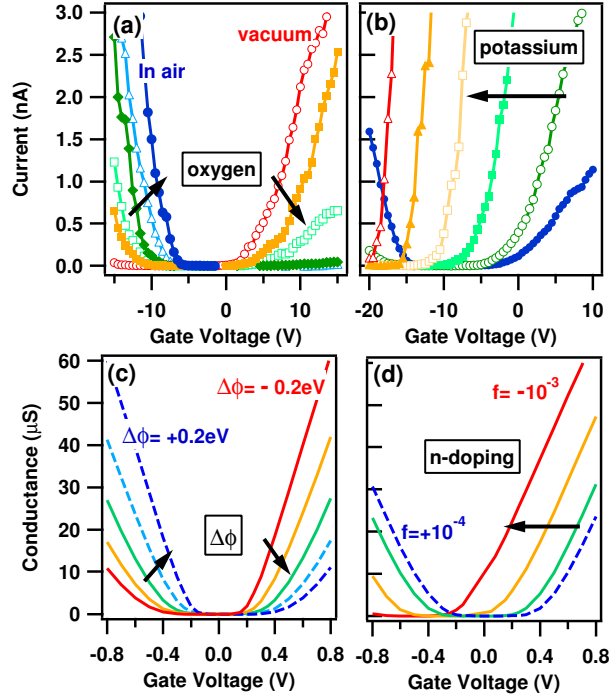 3.0
2.5
2.0
1.5
1.0
0.5
0.0
Current (nA)
(a)
vacuum
In air
oxygen
-10
0
10
Gate Voltage (V)
(b)
potassium
-20
-10
0
10
Gate Voltage (V)
60
50
40
30
20
10
0
Conductance (μS)
(c)
Δϕ= - 0.2eV
Δϕ= +0.2eV
Δϕ
-0.8
-0.4
0.0
0.4
0.8
Gate Voltage (V)
(d)
f= -10⁻³
n-doping
f=+10⁻⁴
-0.8
-0.4
0.0
0.4
0.8
Gate Voltage (V)